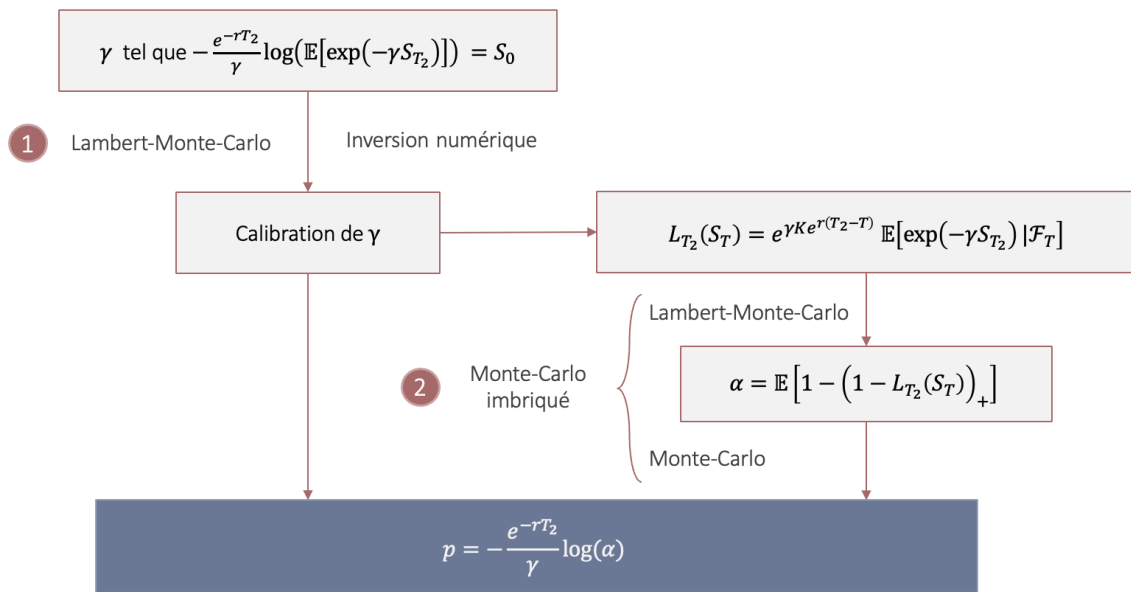 γ tel que −\frac{e^{-rT_2}}{γ} log(𝔼[exp(−γS_{T_2})]) = S_0
1
Lambert-Monte-Carlo
Inversion numérique
Calibration de γ
L_{T_2}(S_T) = e^{γKe^{r(T_2−T)}} 𝔼[exp(−γS_{T_2}) |ℱ_T]
Lambert-Monte-Carlo
2
Monte-Carlo
imbriqué
α = 𝔼[1 − (1 − L_{T_2}(S_T))_+]
Monte-Carlo
p = −\frac{e^{-rT_2}}{γ} log(α)